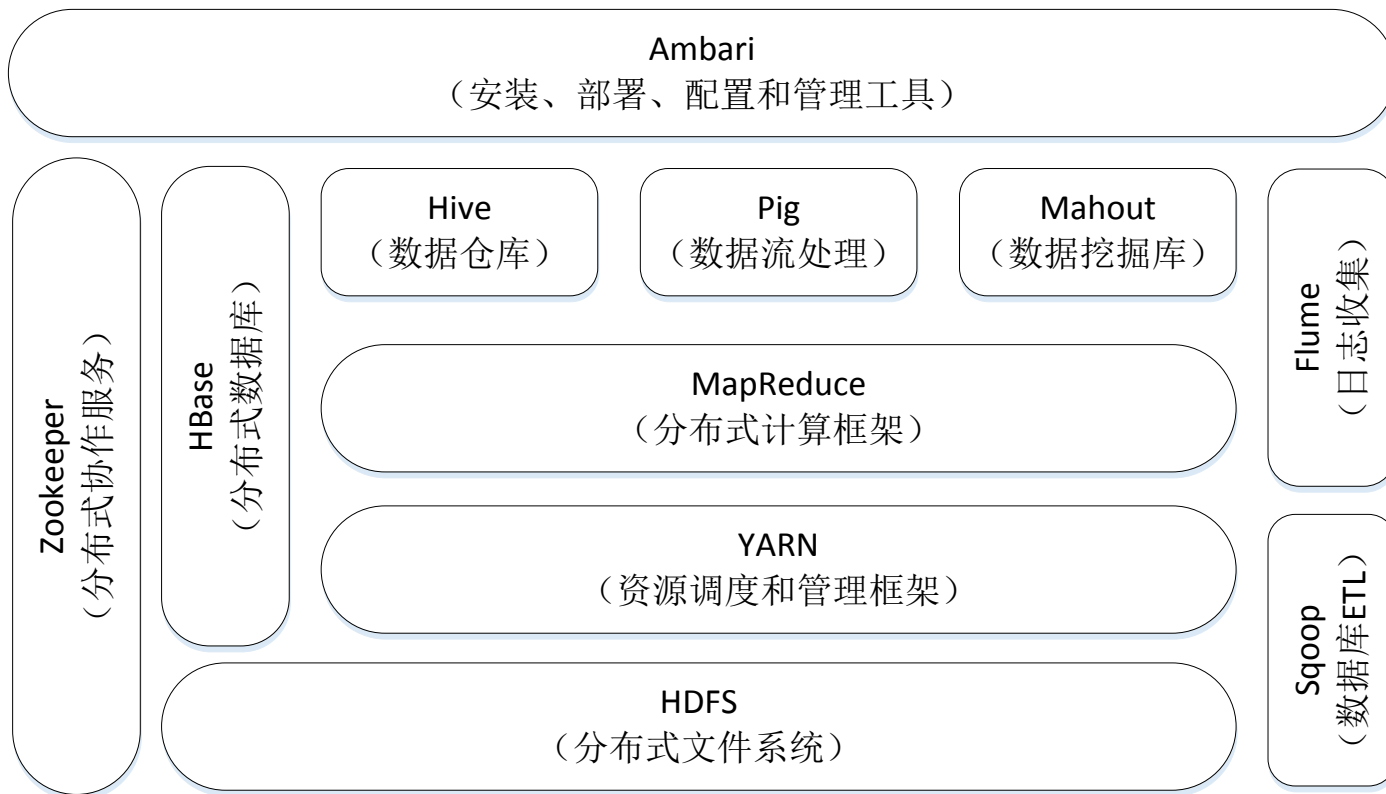 Ambari
（安装、部署、配置和管理工具）
Zookeeper
（分布式协作服务）
HBase
（分布式数据库）
Hive
（数据仓库）
Pig
（数据流处理）
Mahout
（数据挖掘库）
Flume
（日志收集）
MapReduce
（分布式计算框架）
YARN
（资源调度和管理框架）
Sqoop
（数据库ETL）
HDFS
（分布式文件系统）